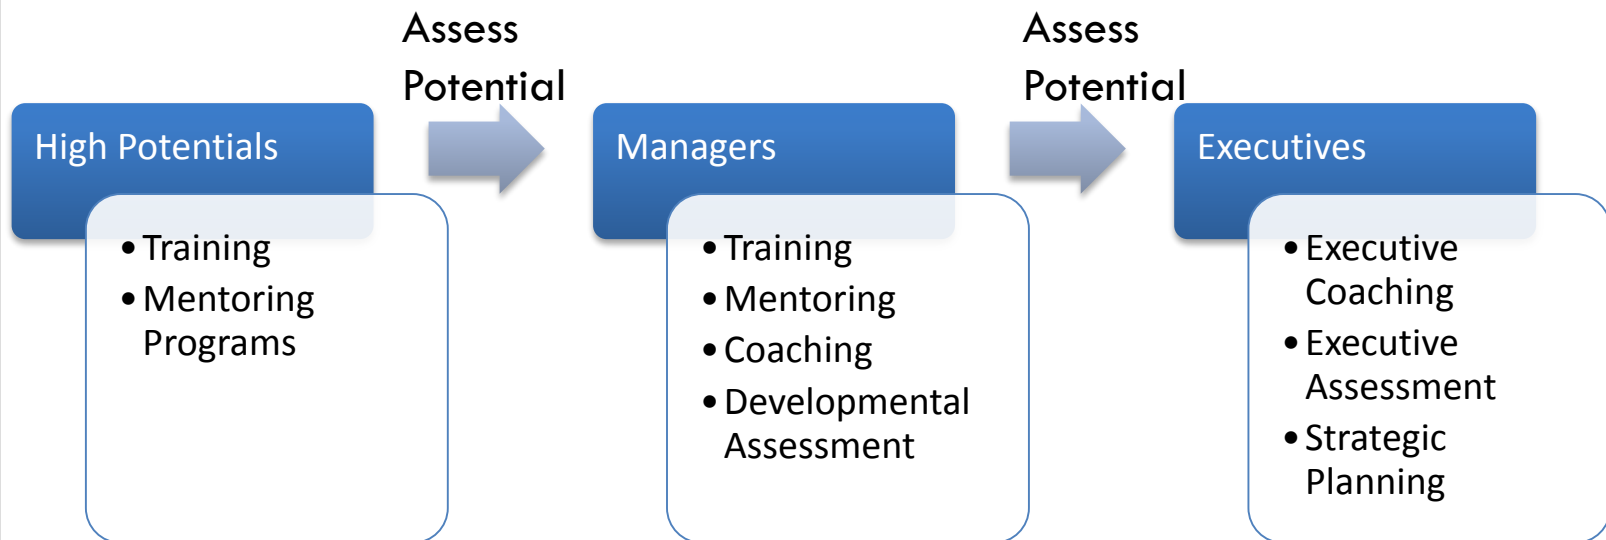 Assess
Potential
Assess
Potential
High Potentials
• Training
• Mentoring
Programs
Managers
• Training
• Mentoring
• Coaching
• Developmental
Assessment
Executives
• Executive
Coaching
• Executive
Assessment
• Strategic
Planning